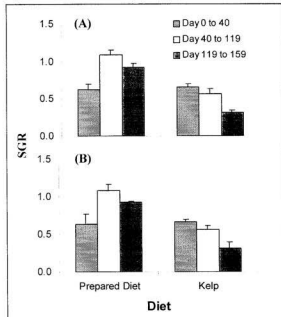 (A)
Day 0 to 40
Day 40 to 119
Day 119 to 159
1.5
1.0
0.5
0.0
SGR
(B)
1.5
1.0
0.5
0.0
Prepared Diet Kelp
Diet